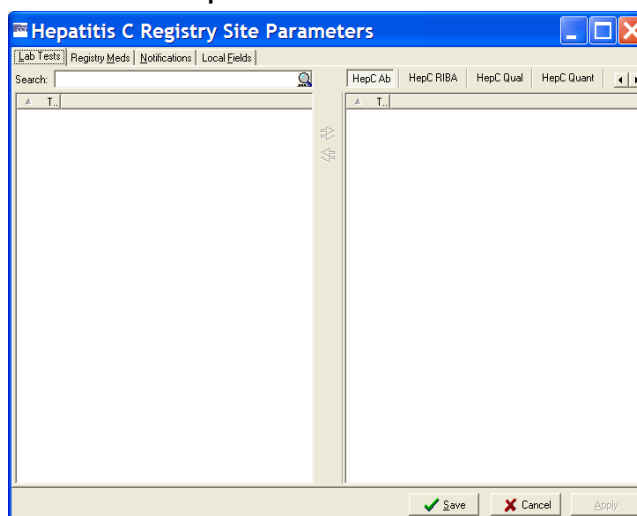 Hepatitis C Registry Site Parameters
Lab Tests Registry Meds Notifications Local Fields
Search: HepC Ab HepC RIBA HepC Qual HepC Quant
T.. T..
Save Cancel Apply